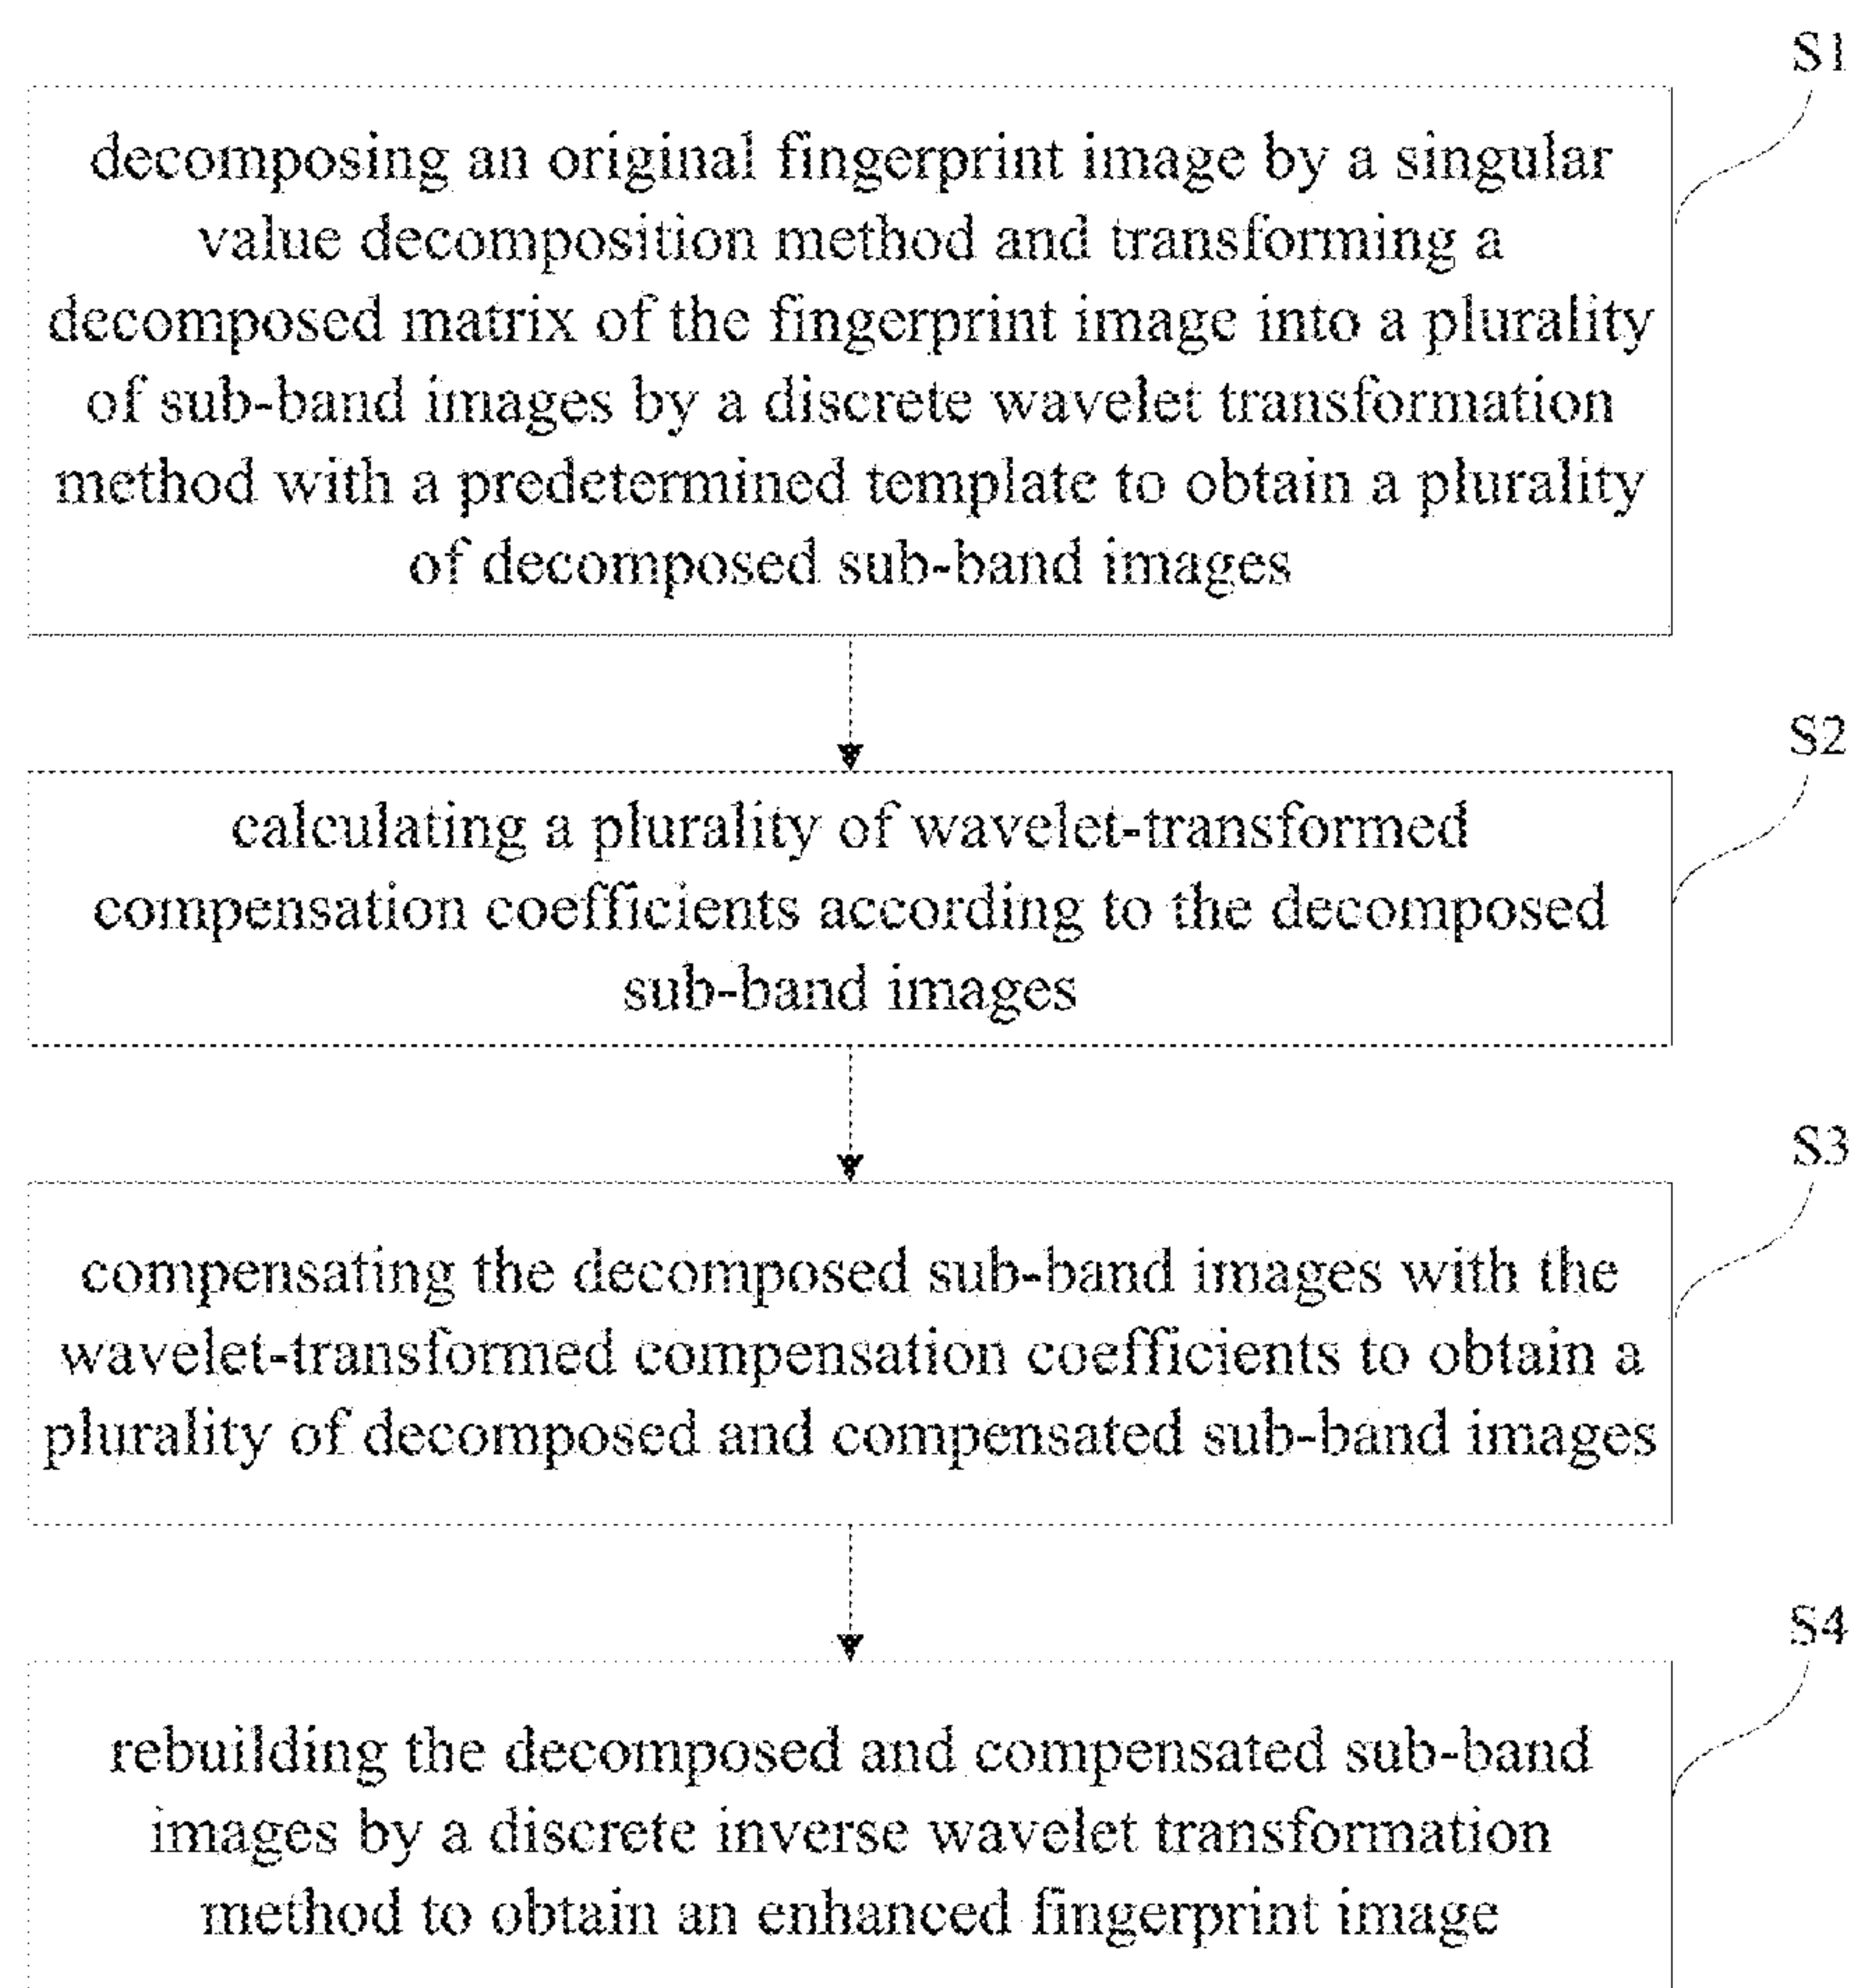 S1
decomposing an original fingerprint image by a singular
value decomposition method and transforming a
decomposed matrix of the fingerprint image into a plurality
of sub-band images by a discrete wavelet transformation
method with a predetermined template to obtain a plurality
of decomposed sub-band images
S2
calculating a plurality of wavelet-transformed
compensation coefficients according to the decomposed
sub-band images
S3
compensating the decomposed sub-band images with the
wavelet-transformed compensation coefficients to obtain a
plurality of decomposed and compensated sub-band images
S4
rebuilding the decomposed and compensated sub-band
images by a discrete inverse wavelet transformation
method to obtain an enhanced fingerprint image